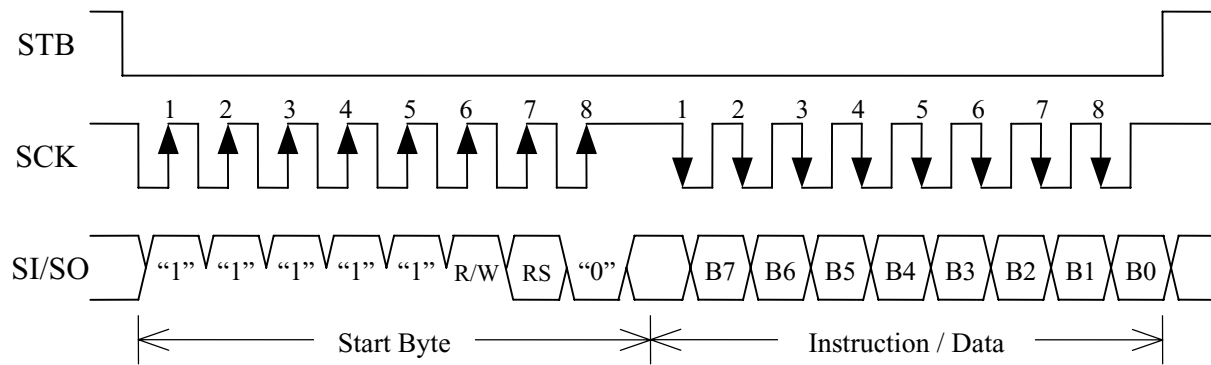 STB
1 2 3 4 5 6 7 8 1 2 3 4 5 6 7 8
SCK
SI/SO “1” “1” “1” “1” “1” R/W RS “0” B7 B6 B5 B4 B3 B2 B1 B0
Start Byte Instruction / Data